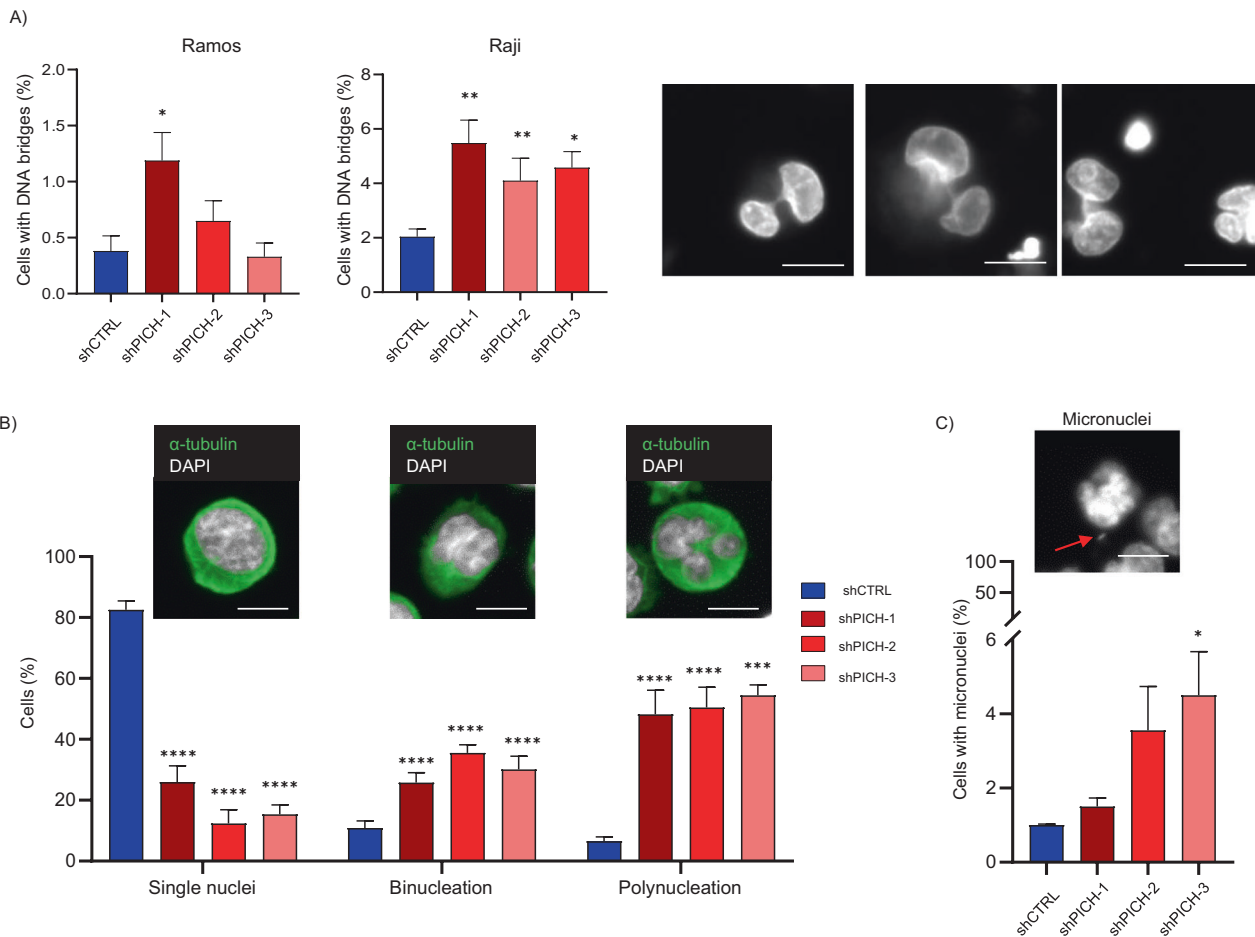 A)
Ramos
Cells with DNA bridges (%)
2.0
1.5
1.0
0.5
0.0
*
shCTRL
shPICH-1
shPICH-2
shPICH-3
Raji
Cells with DNA bridges (%)
8
6
4
2
0
**
**
*
shCTRL
shPICH-1
shPICH-2
shPICH-3
B)
α-tubulin
DAPI
α-tubulin
DAPI
α-tubulin
DAPI
Cells (%)
100
80
60
40
20
0
****
****
****
****
****
****
****
****
***
Single nuclei
Binucleation
Polynucleation
shCTRL
shPICH-1
shPICH-2
shPICH-3
C)
Micronuclei
Cells with micronuclei (%)
100
50
6
4
2
0
*
shCTRL
shPICH-1
shPICH-2
shPICH-3